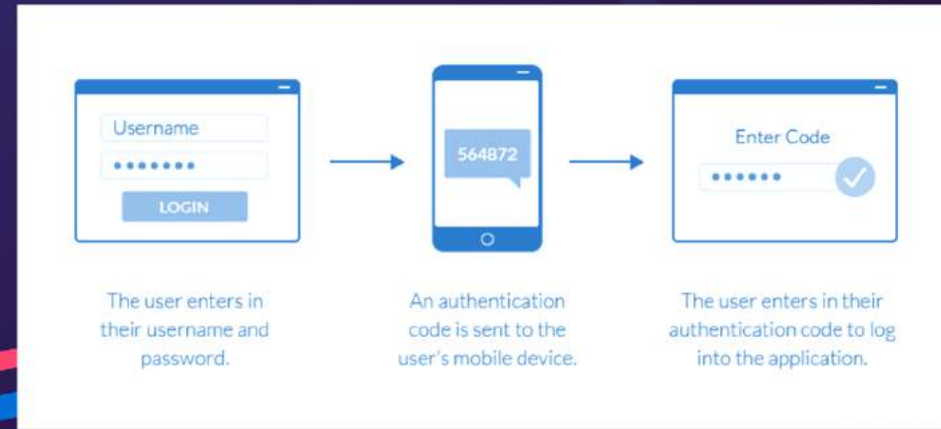 Username
•••••••
LOGIN
The user enters in
their username and
password.
564872
An authentication
code is sent to the
user's mobile device.
Enter Code
••••••
The user enters in their
authentication code to log
into the application.